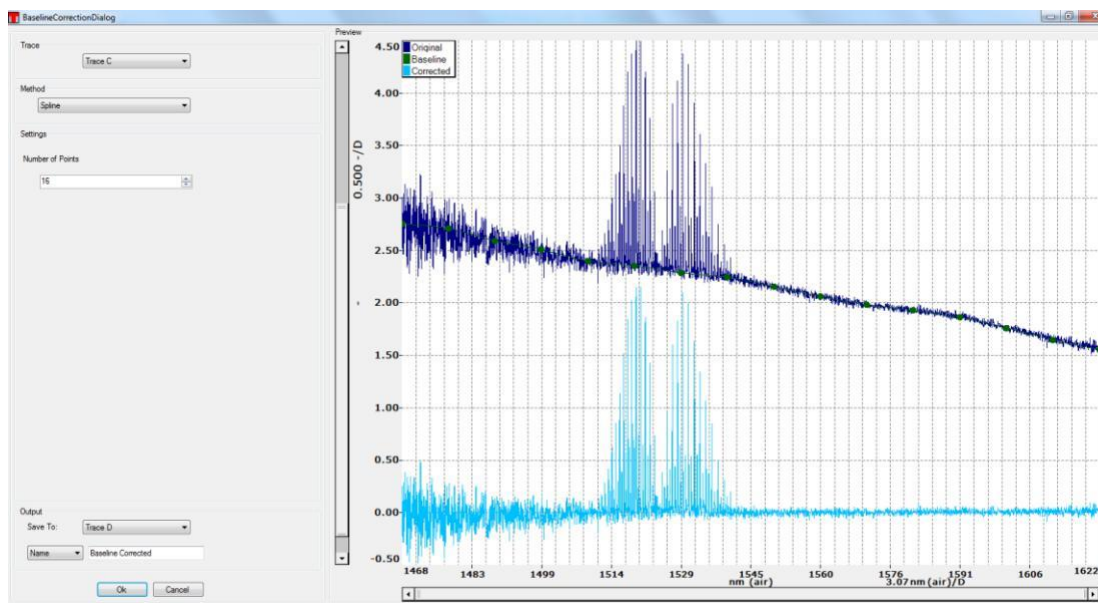 BaselineCorrectionDialog
Trace
Trace C
Method
Spline
Settings
Number of Points
16
Output
Save To:
Trace D
Name
Baseline Corrected
Ok
Cancel
Preview
Original
Baseline
Corrected
0.500 -/D
-
4.50
4.00
3.50
3.00
2.50
2.00
1.50
1.00
0.50
0.00
-0.50
1468
1483
1499
1514
1529
1545
1560
1576
1591
1606
1622
nm (air)
3.07nm (air)/D